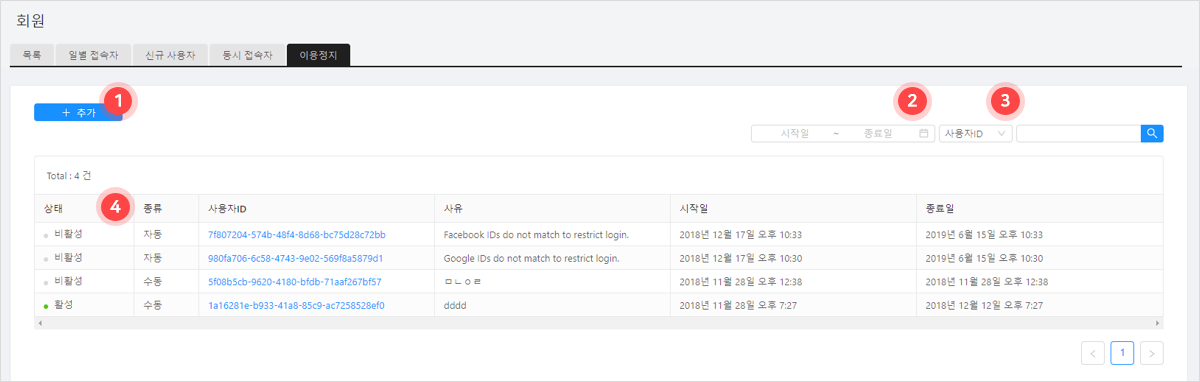 회원
목록 일별 접속자 신규 사용자 동시 접속자 이용정지
+ 추가 1
2 3
시작일 ~ 종료일 사용자ID
Total : 4 건
상태 4 종류 사용자ID 사유 시작일 종료일
비활성 자동 7f807204-574b-48f4-8d68-bc75d28c72bb Facebook IDs do not match to restrict login. 2018년 12월 17일 오후 10:33 2019년 6월 15일 오후 10:33
비활성 자동 980fa706-6c58-4743-9e02-569f8a5879d1 Google IDs do not match to restrict login. 2018년 12월 17일 오후 10:30 2019년 6월 15일 오후 10:30
비활성 수동 5f08b5cb-9620-4180-bfdb-71aaf267bf57 ㅁㄴㅇㄹ 2018년 11월 28일 오후 12:38 2018년 11월 28일 오후 12:38
활성 수동 1a16281e-b933-41a8-85c9-ac7258528ef0 dddd 2018년 11월 28일 오후 7:27 2018년 12월 12일 오후 7:27
< 1 >